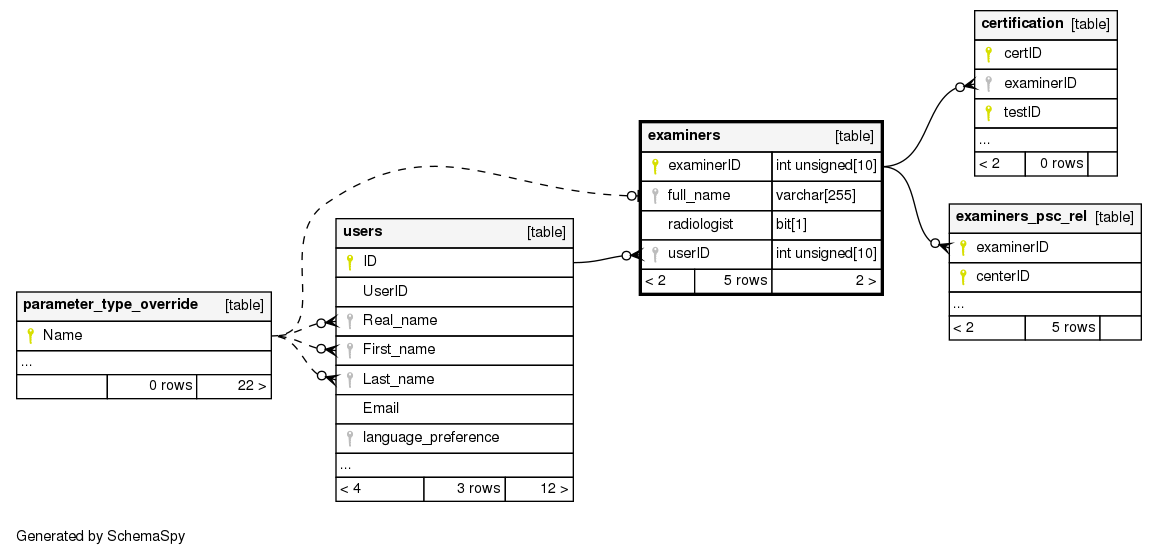 certification [table]
certID
examinerID
testID
...
< 2 0 rows
examiners [table]
examinerID int unsigned[10]
full_name varchar[255]
radiologist bit[1]
userID int unsigned[10]
< 2 5 rows 2 >
examiners_psc_rel [table]
examinerID
centerID
...
< 2 5 rows
users [table]
ID
UserID
Real_name
First_name
Last_name
Email
language_preference
...
< 4 3 rows 12 >
parameter_type_override [table]
Name
...
0 rows 22 >
Generated by SchemaSpy